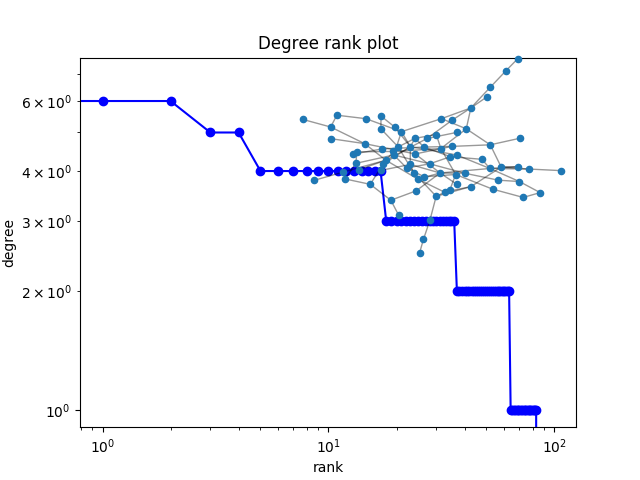 Degree rank plot
degree
6 × 10⁰
4 × 10⁰
3 × 10⁰
2 × 10⁰
10⁰
10⁰ 10¹ 10²
rank